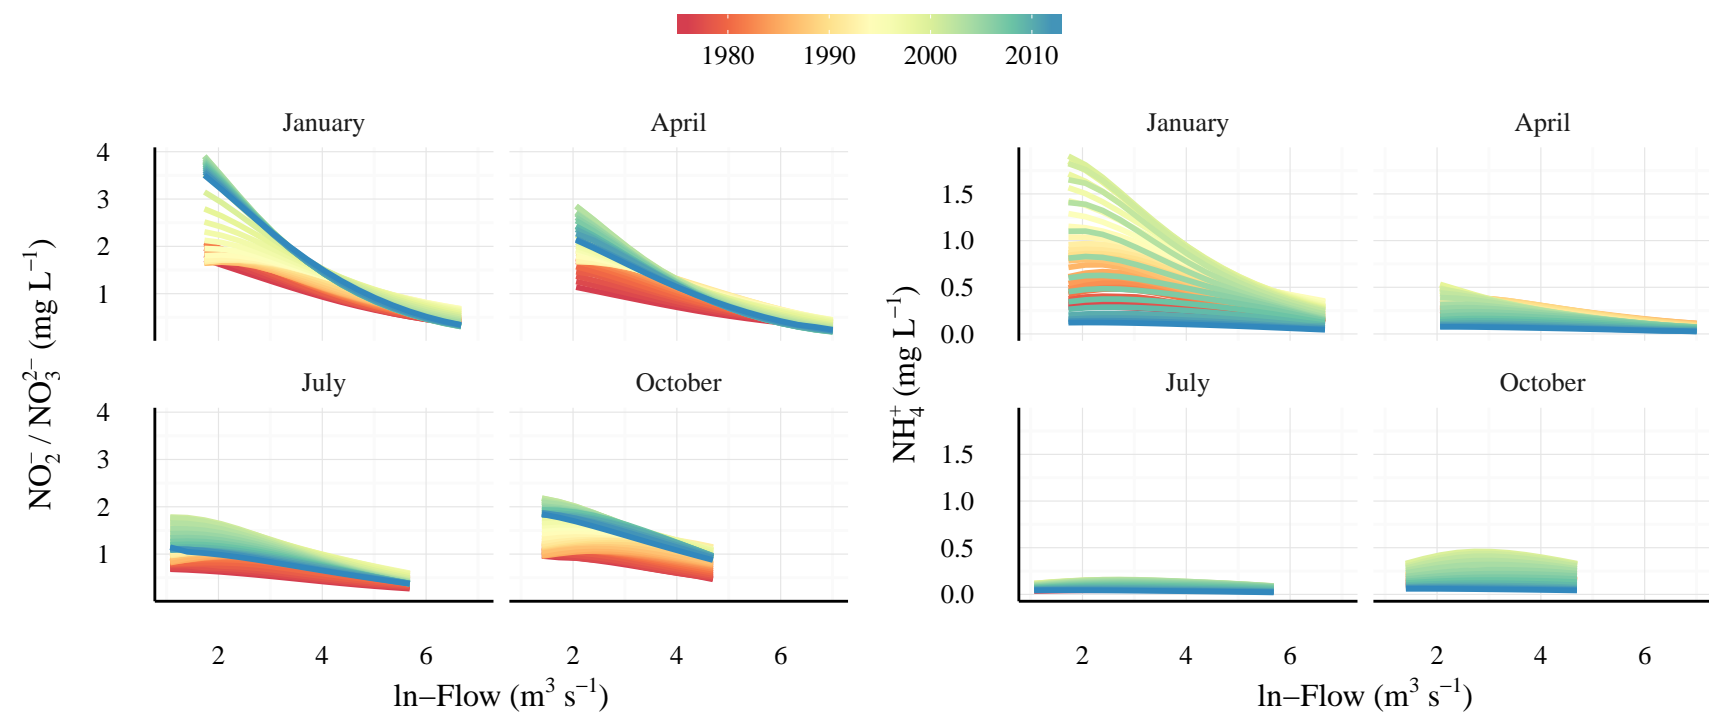 1980 1990 2000 2010
January April January April
4
3
2
1
1.5
1.0
0.5
0.0
NO₂⁻ / NO₃²⁻ (mg L⁻¹)
NH₄⁺ (mg L⁻¹)
July October July October
4
3
2
1
1.5
1.0
0.5
0.0
2 4 6 2 4 6 2 4 6 2 4 6
ln−Flow (m³ s⁻¹) ln−Flow (m³ s⁻¹)